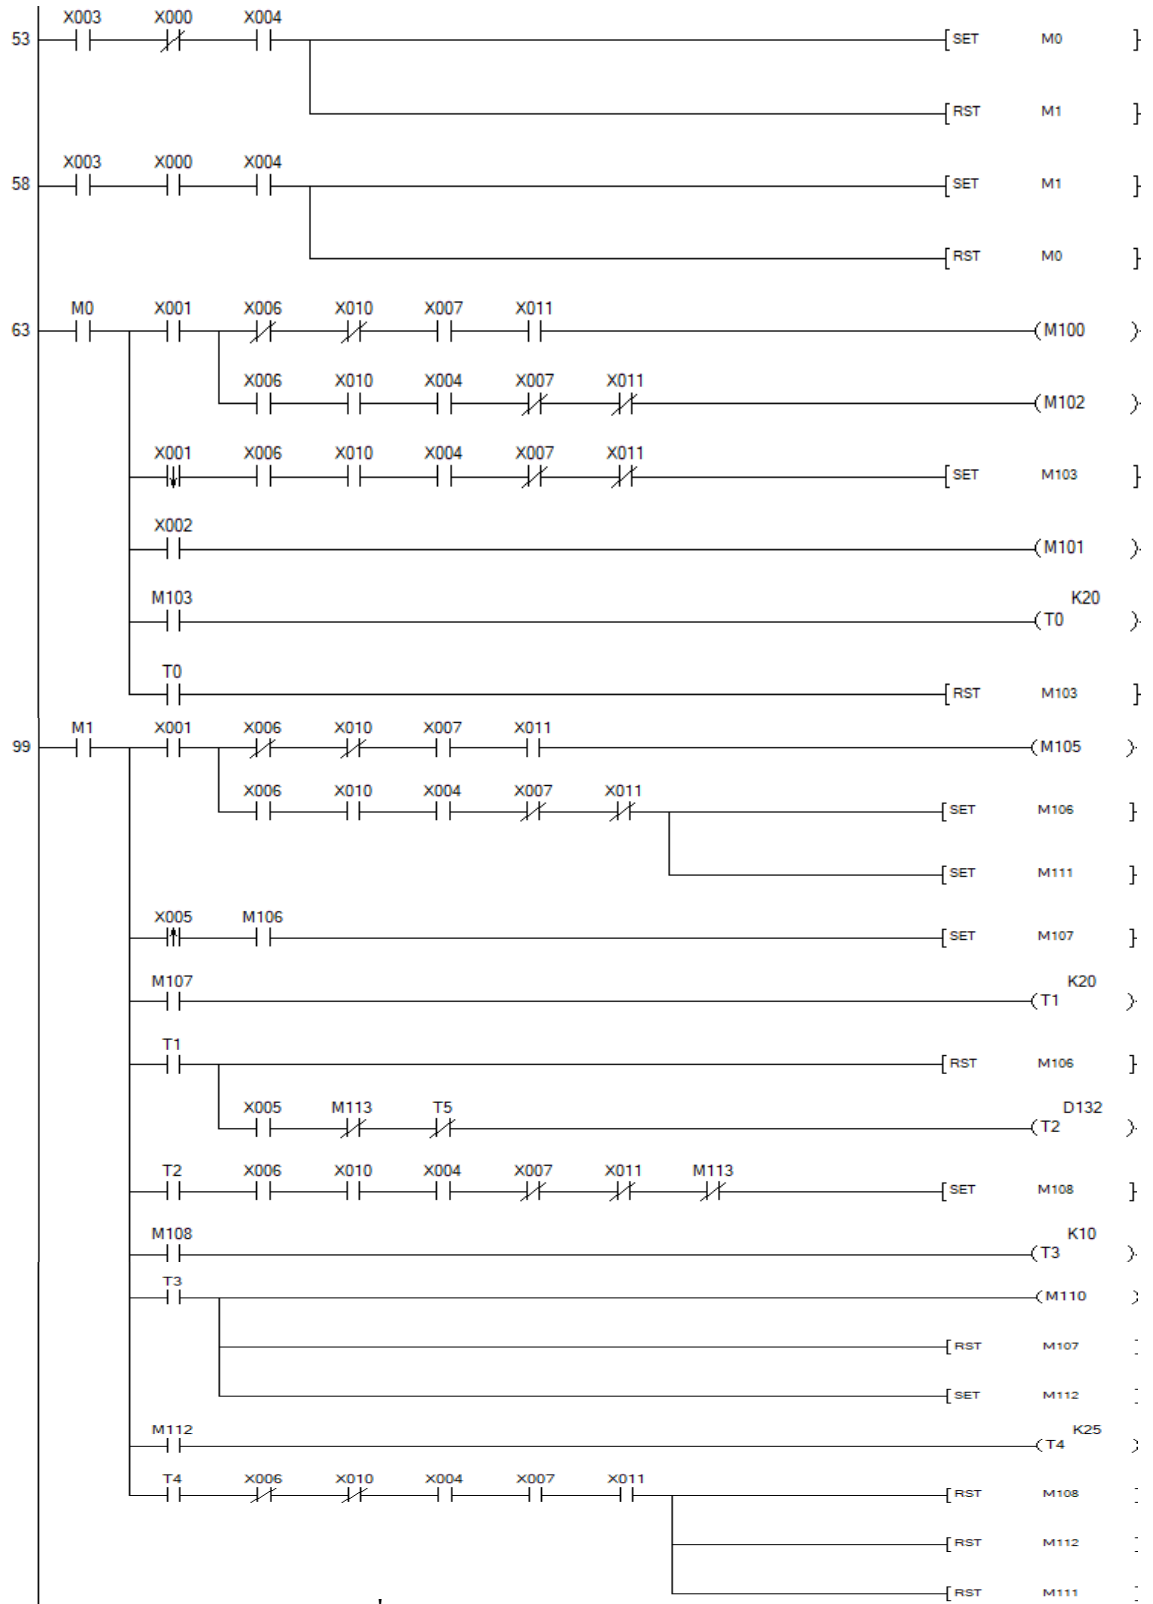 X003 X000 X004
53 SET M0
RST M1
X003 X000 X004
58 SET M1
RST M0
M0 X001 X006 X010 X007 X011
63 M100
X006 X010 X004 X007 X011
M102
X001 X006 X010 X004 X007 X011
SET M103
X002
M101
M103 K20
T0
T0
RST M103
M1 X001 X006 X010 X007 X011
99 M105
X006 X010 X004 X007 X011
SET M106
SET M111
X005 M106
SET M107
M107 K20
T1
T1
RST M106
X005 M113 T5 D132
T2
T2 X006 X010 X004 X007 X011 M113
SET M108
M108 K10
T3
T3
M110
RST M107
SET M112
M112 K25
T4
T4 X006 X010 X004 X007 X011
RST M108
RST M112
RST M111